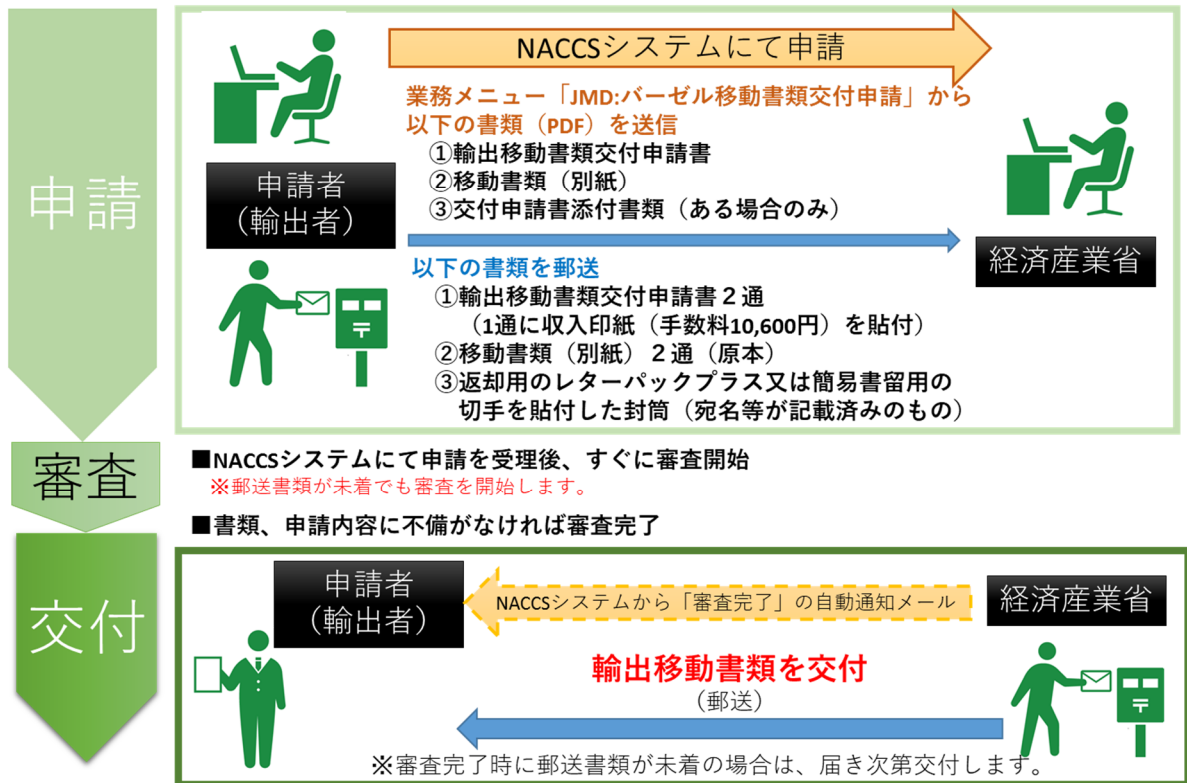 申請
NACCSシステムにて申請
業務メニュー「JMD:バーゼル移動書類交付申請」から
以下の書類（PDF）を送信
①輸出移動書類交付申請書
②移動書類（別紙）
③交付申請書添付書類（ある場合のみ）
申請者
（輸出者）
経済産業省
以下の書類を郵送
①輸出移動書類交付申請書２通
（1通に収入印紙（手数料10,600円）を貼付）
②移動書類（別紙）２通（原本）
③返却用のレターパックプラス又は簡易書留用の
切手を貼付した封筒（宛名等が記載済みのもの）
〒
審査
■NACCSシステムにて申請を受理後、すぐに審査開始
※郵送書類が未着でも審査を開始します。
■書類、申請内容に不備がなければ審査完了
交付
申請者
（輸出者）
NACCSシステムから「審査完了」の自動通知メール
経済産業省
輸出移動書類を交付
（郵送）
〒
※審査完了時に郵送書類が未着の場合は、届き次第交付します。